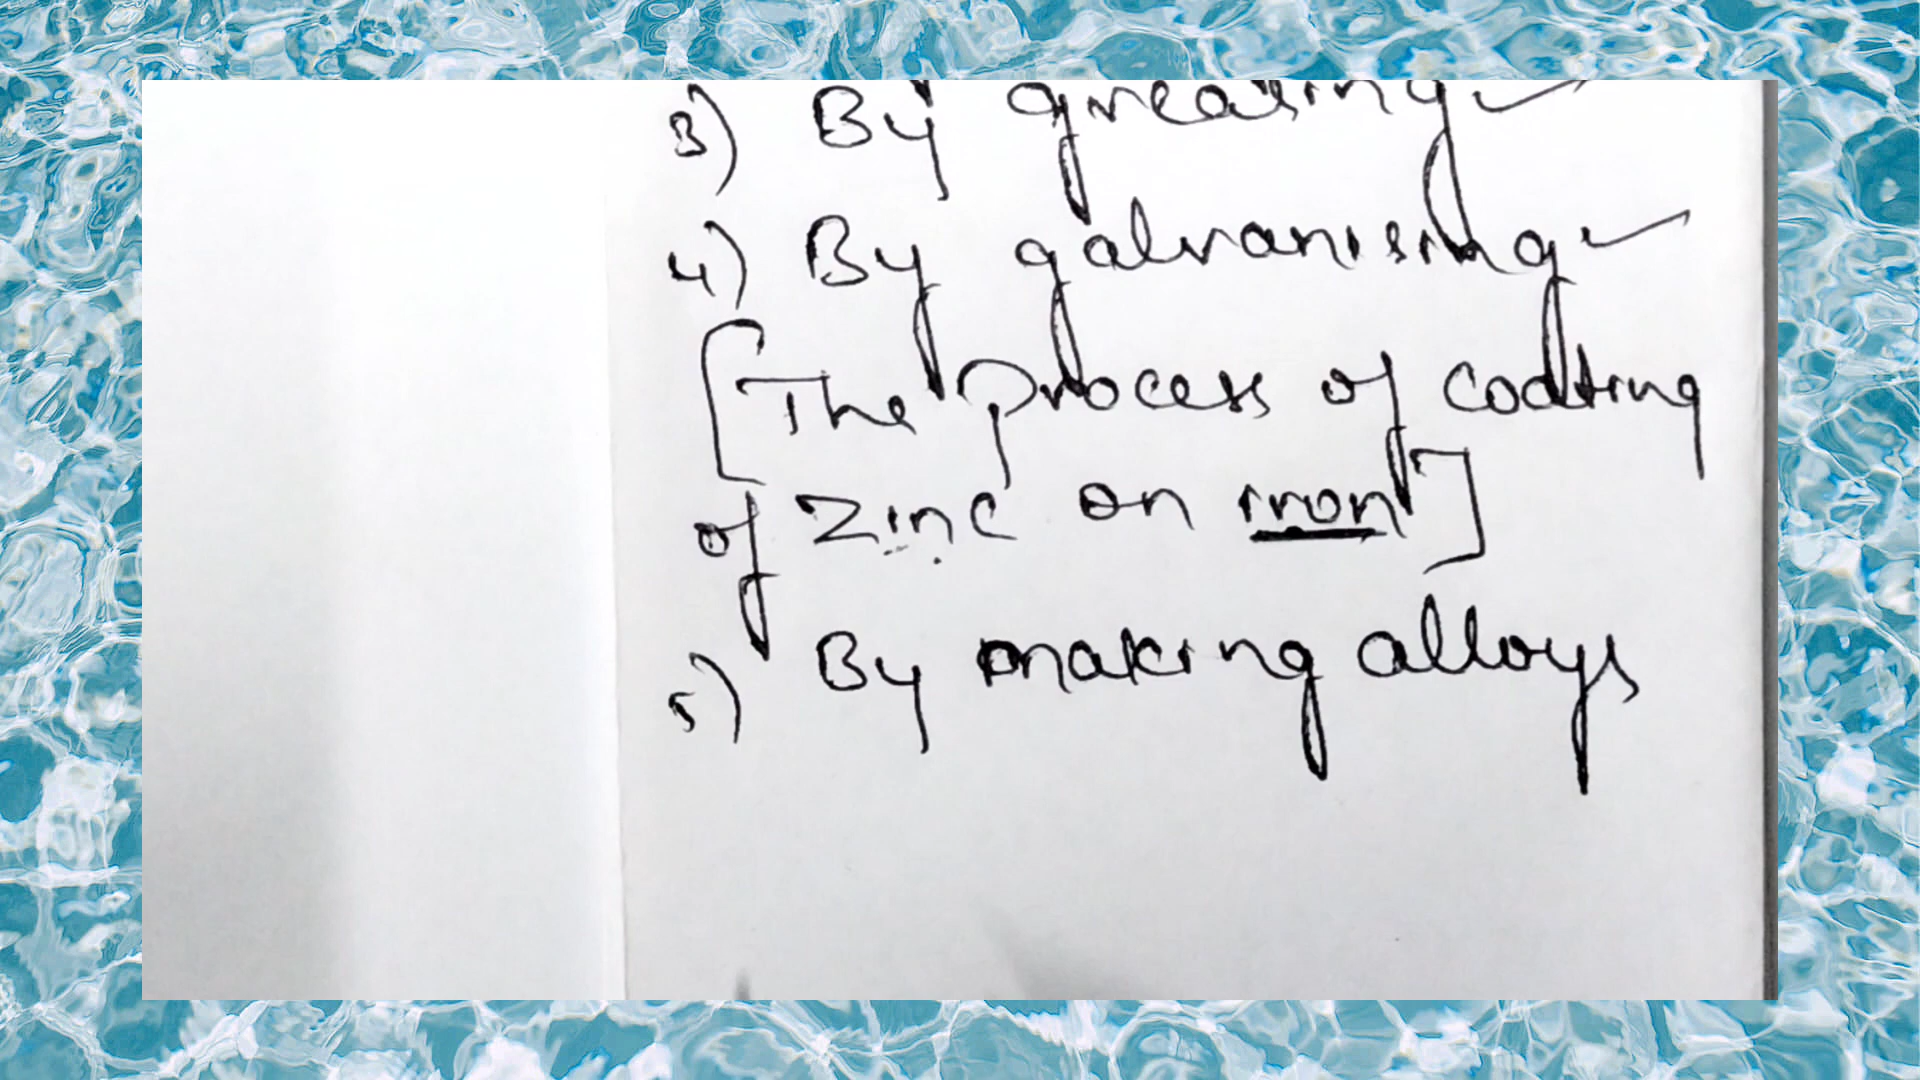 3) By greasing
4) By galvanising
[The process of coating
of Zinc on iron]
5) By making alloys